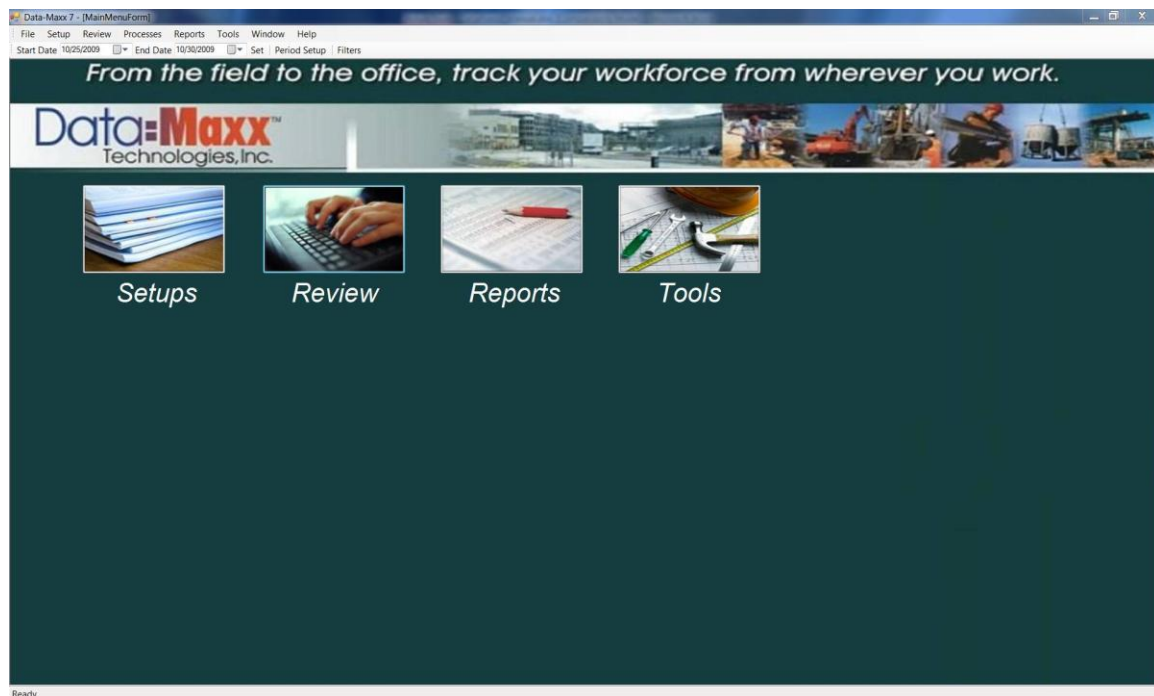 Data-Maxx 7 - [MainMenuForm]
File Setup Review Processes Reports Tools Window Help
Start Date 10/25/2009 End Date 10/30/2009 Set Period Setup Filters
From the field to the office, track your workforce from wherever you work.
Data=Maxx™
Technologies, Inc.
Setups Review Reports Tools
Ready